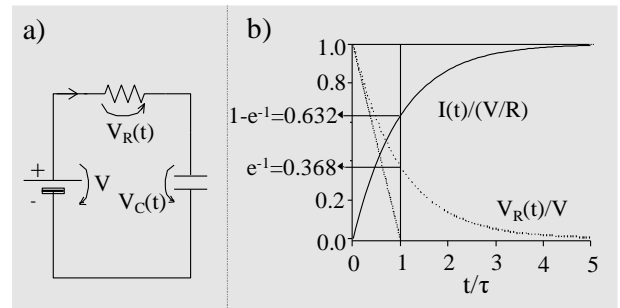 a)
V_R(t)
+
-
V
V_C(t)
b)
1.0
0.8
1-e⁻¹=0.632
e⁻¹=0.368
0.2
0.0
I(t)/(V/R)
V_R(t)/V
0 1 2 3 4 5
t/τ